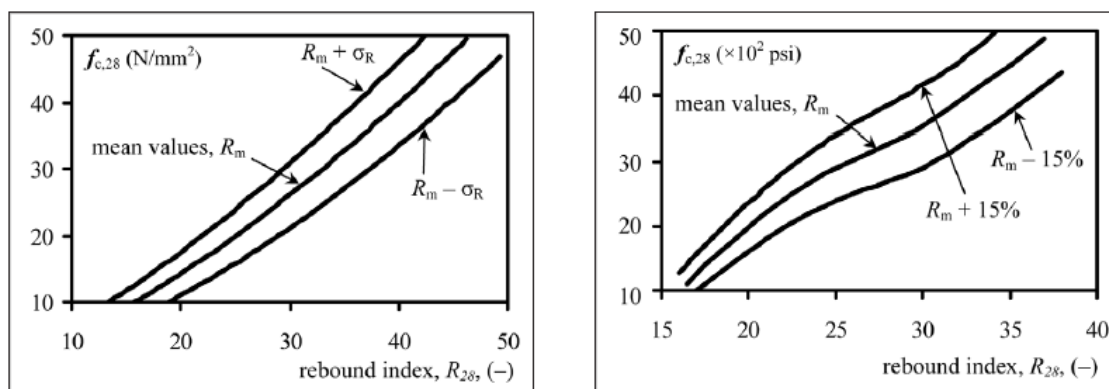 50
40
30
20
10
f_c,28 (N/mm²)
R_m + σ_R
mean values, R_m
R_m – σ_R
10 20 30 40 50
rebound index, R_28, (–)
50
40
30
20
10
f_c,28 (×10² psi)
mean values, R_m
R_m – 15%
R_m + 15%
15 20 25 30 35 40
rebound index, R_28, (–)